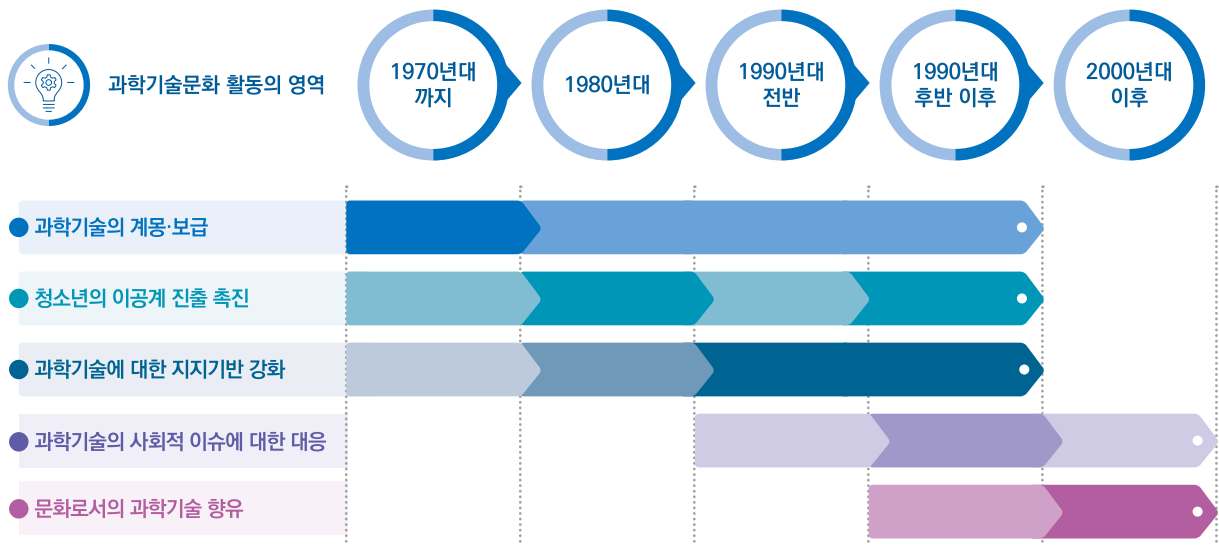 과학기술문화 활동의 영역
1970년대
까지
1980년대
1990년대
전반
1990년대
후반 이후
2000년대
이후
과학기술의 계몽·보급
청소년의 이공계 진출 촉진
과학기술에 대한 지지기반 강화
과학기술의 사회적 이슈에 대한 대응
문화로서의 과학기술 향유